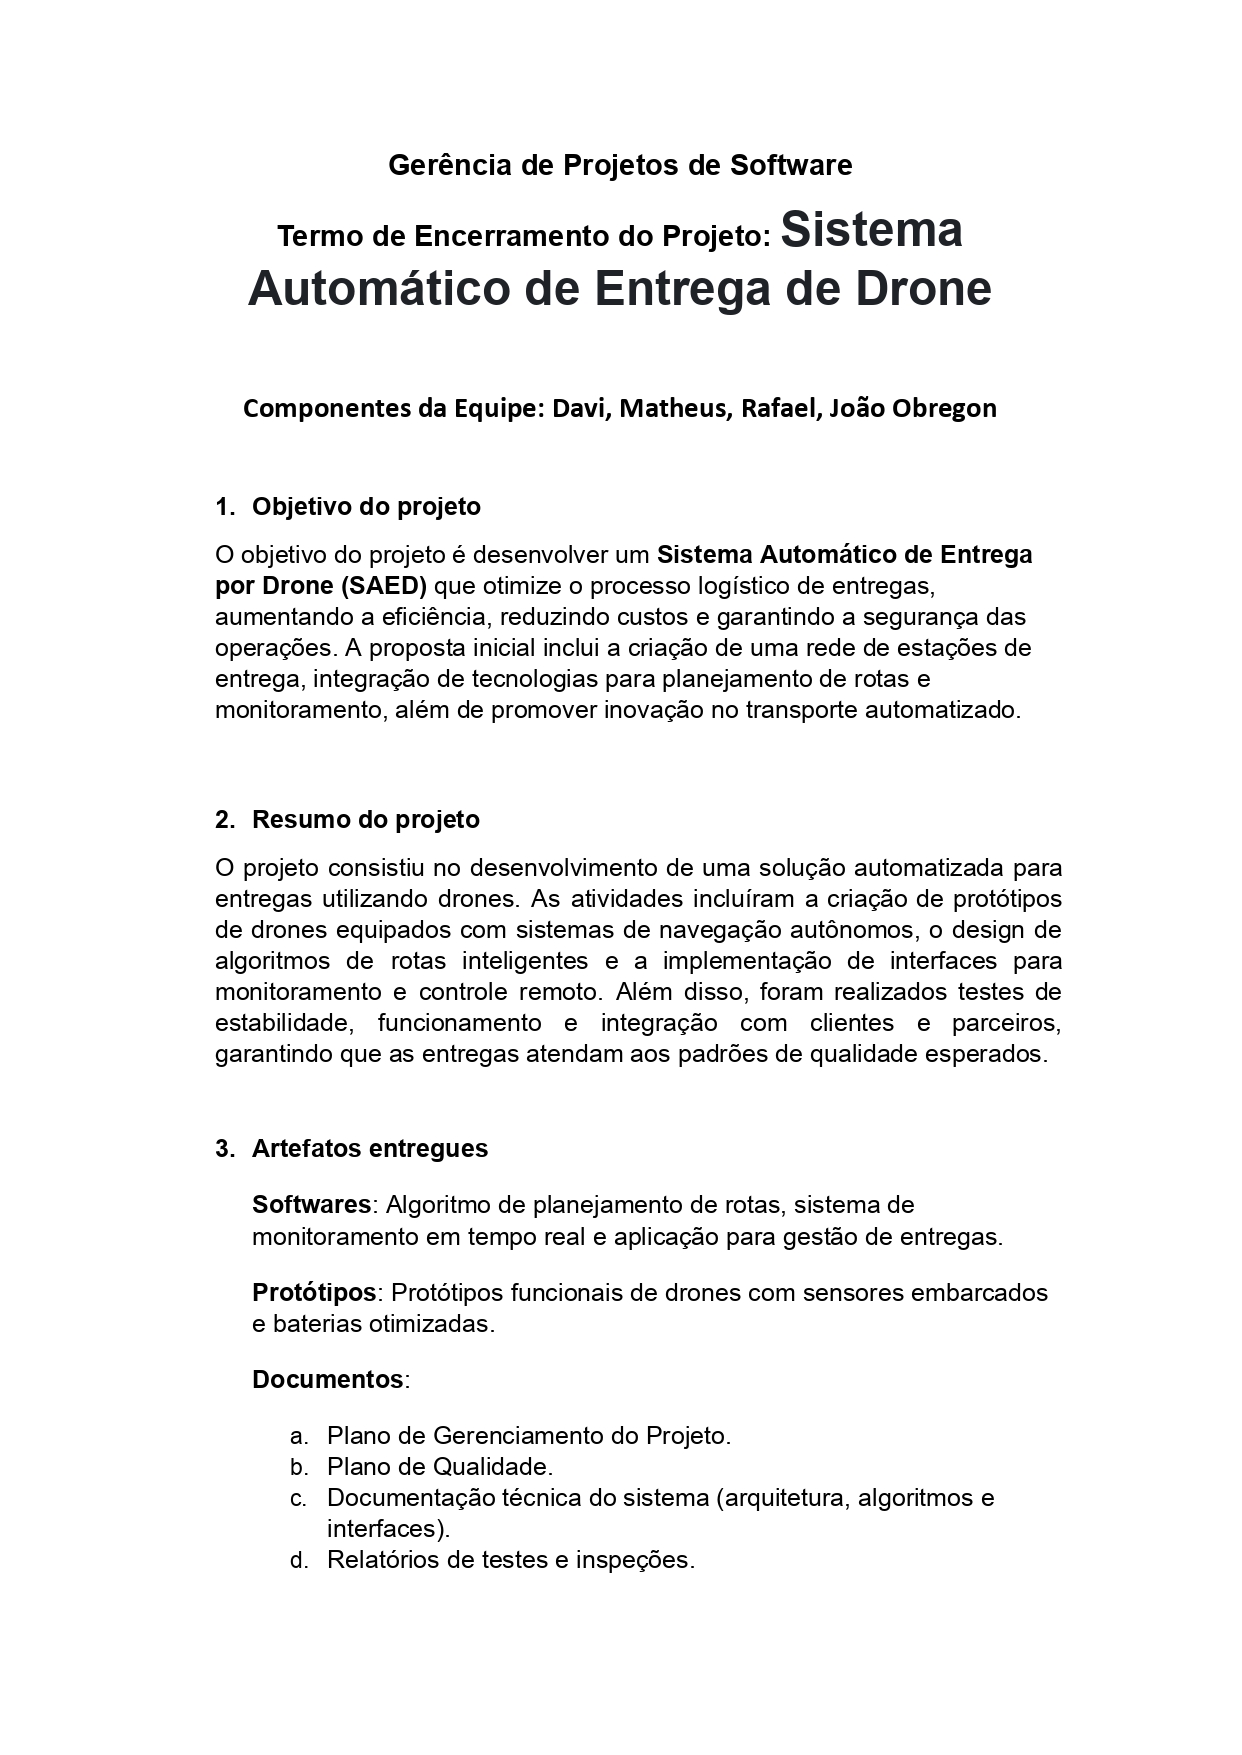 Gerência de Projetos de Software
Termo de Encerramento do Projeto: Sistema
Automático de Entrega de Drone
Componentes da Equipe: Davi, Matheus, Rafael, João Obregon
1. Objetivo do projeto
O objetivo do projeto é desenvolver um Sistema Automático de Entrega
por Drone (SAED) que otimize o processo logístico de entregas,
aumentando a eficiência, reduzindo custos e garantindo a segurança das
operações. A proposta inicial inclui a criação de uma rede de estações de
entrega, integração de tecnologias para planejamento de rotas e
monitoramento, além de promover inovação no transporte automatizado.
2. Resumo do projeto
O projeto consistiu no desenvolvimento de uma solução automatizada para
entregas utilizando drones. As atividades incluíram a criação de protótipos
de drones equipados com sistemas de navegação autônomos, o design de
algoritmos de rotas inteligentes e a implementação de interfaces para
monitoramento e controle remoto. Além disso, foram realizados testes de
estabilidade, funcionamento e integração com clientes e parceiros,
garantindo que as entregas atendam aos padrões de qualidade esperados.
3. Artefatos entregues
Softwares: Algoritmo de planejamento de rotas, sistema de
monitoramento em tempo real e aplicação para gestão de entregas.
Protótipos: Protótipos funcionais de drones com sensores embarcados
e baterias otimizadas.
Documentos:
a. Plano de Gerenciamento do Projeto.
b. Plano de Qualidade.
c. Documentação técnica do sistema (arquitetura, algoritmos e
interfaces).
d. Relatórios de testes e inspeções.